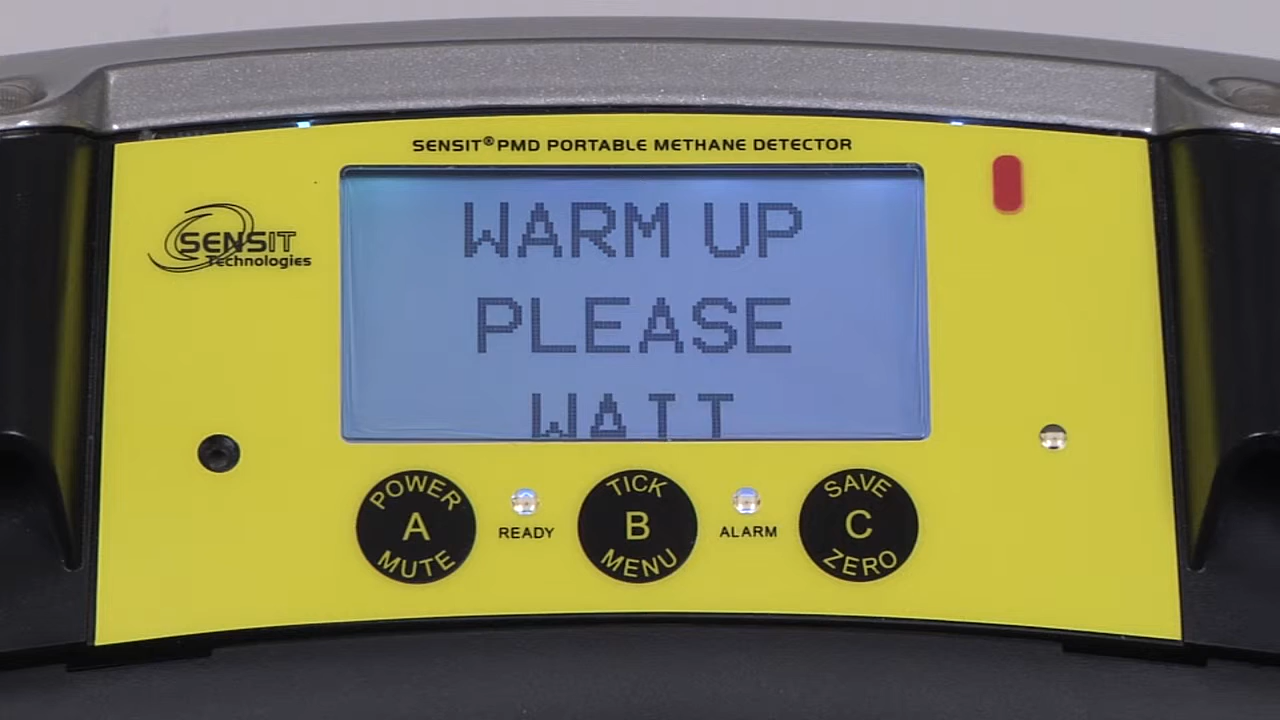 SENSIT® PMD PORTABLE METHANE DETECTOR
SENSIT
Technologies
WARM UP
PLEASE
WAIT
POWER
A
MUTE
READY
TICK
B
MENU
ALARM
SAVE
C
ZERO